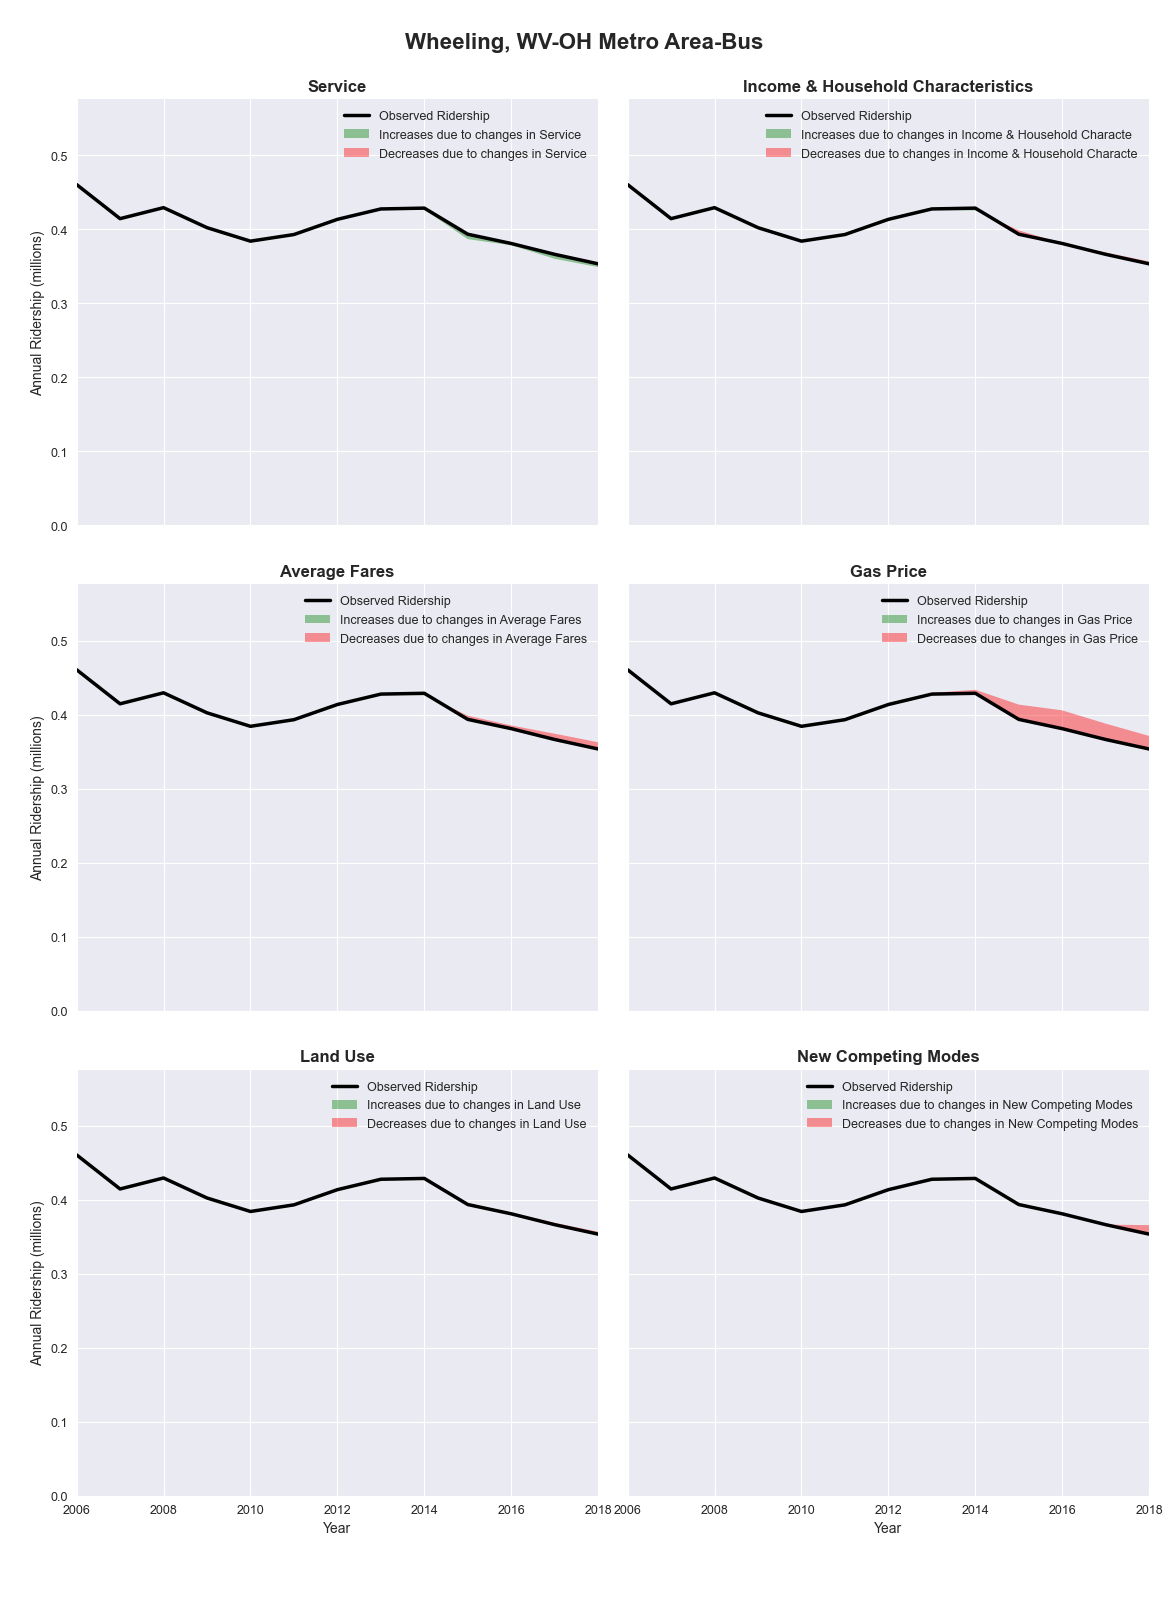 Wheeling, WV-OH Metro Area-Bus
Service
Observed Ridership
Increases due to changes in Service
Decreases due to changes in Service
Annual Ridership (millions)
0.5
0.4
0.3
0.2
0.1
0.0
Income & Household Characteristics
Observed Ridership
Increases due to changes in Income & Household Characte
Decreases due to changes in Income & Household Characte
Average Fares
Observed Ridership
Increases due to changes in Average Fares
Decreases due to changes in Average Fares
Annual Ridership (millions)
0.5
0.4
0.3
0.2
0.1
0.0
Gas Price
Observed Ridership
Increases due to changes in Gas Price
Decreases due to changes in Gas Price
Land Use
Observed Ridership
Increases due to changes in Land Use
Decreases due to changes in Land Use
Annual Ridership (millions)
0.5
0.4
0.3
0.2
0.1
0.0
2006 2008 2010 2012 2014 2016 2018
Year
New Competing Modes
Observed Ridership
Increases due to changes in New Competing Modes
Decreases due to changes in New Competing Modes
2006 2008 2010 2012 2014 2016 2018
Year